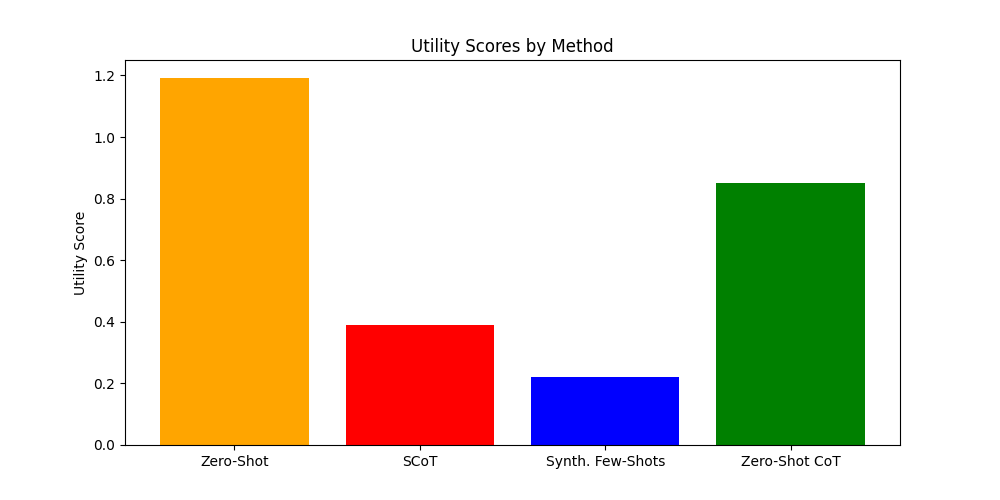 Utility Scores by Method
Utility Score
1.2
1.0
0.8
0.6
0.4
0.2
0.0
Zero-Shot
SCoT
Synth. Few-Shots
Zero-Shot CoT